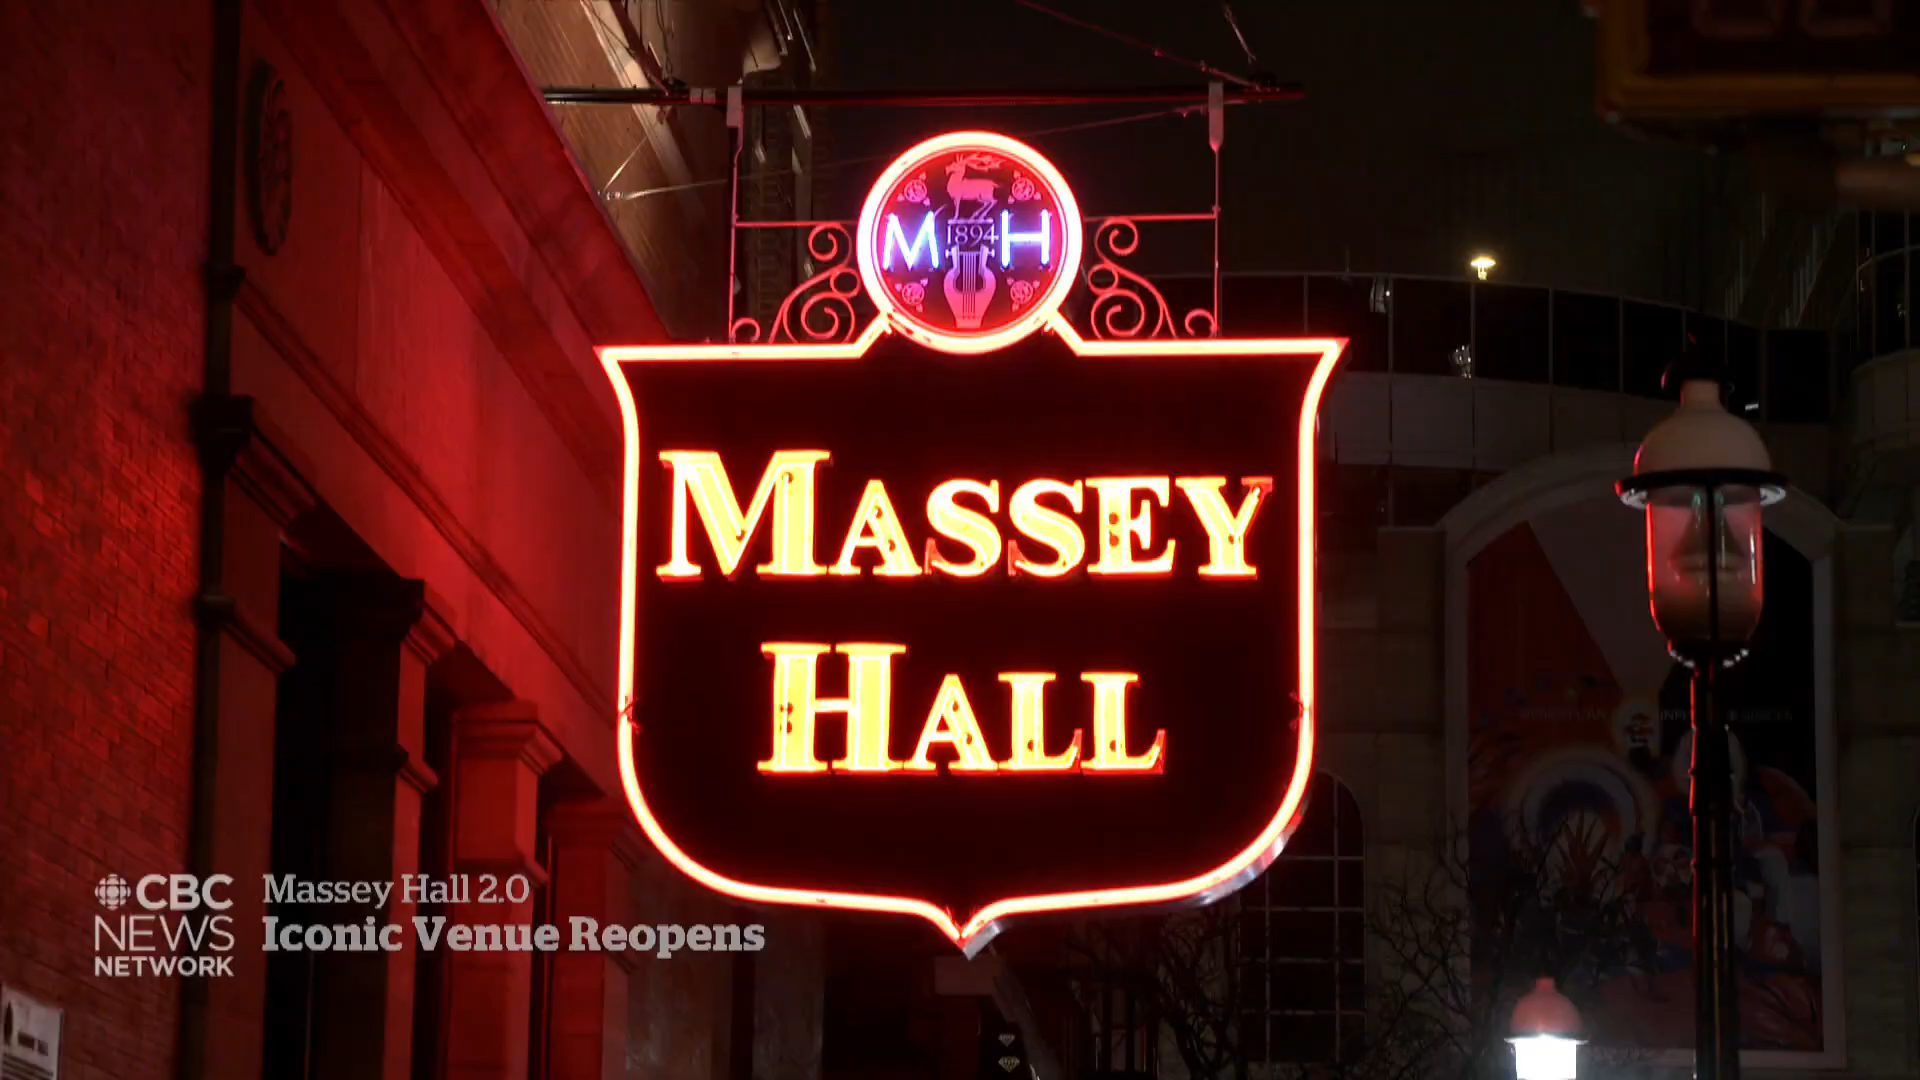 M 1894 H
MASSEY
HALL
CBC
NEWS
NETWORK
Massey Hall 2.0
Iconic Venue Reopens